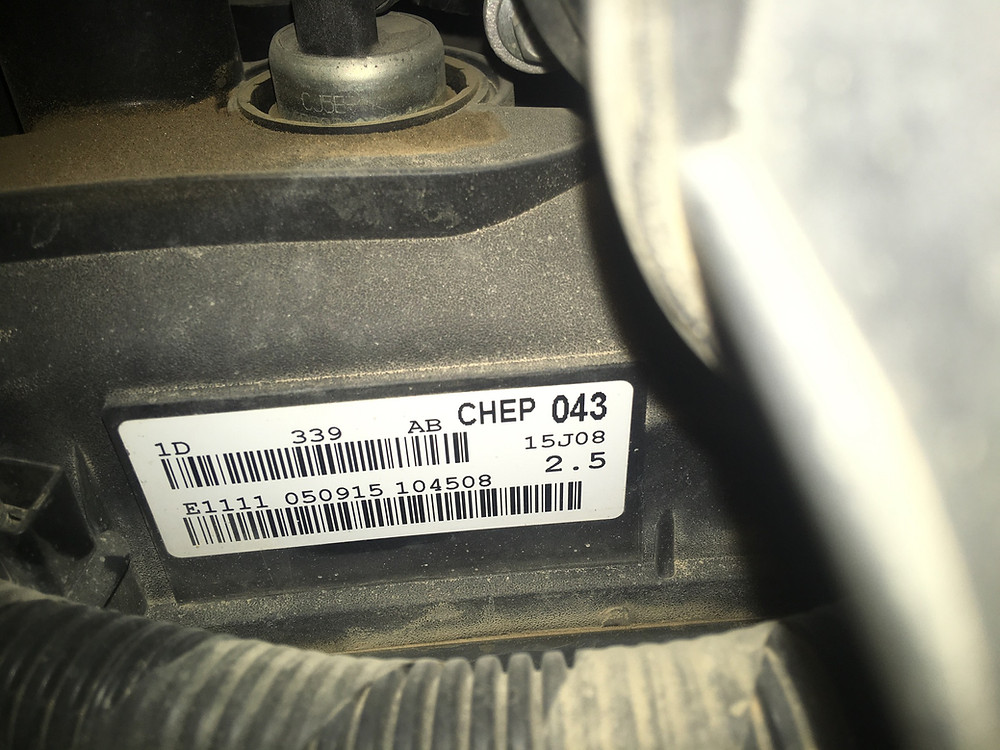 1D 339 AB CHEP 043
15J08
2.5
E1111 050915 104508